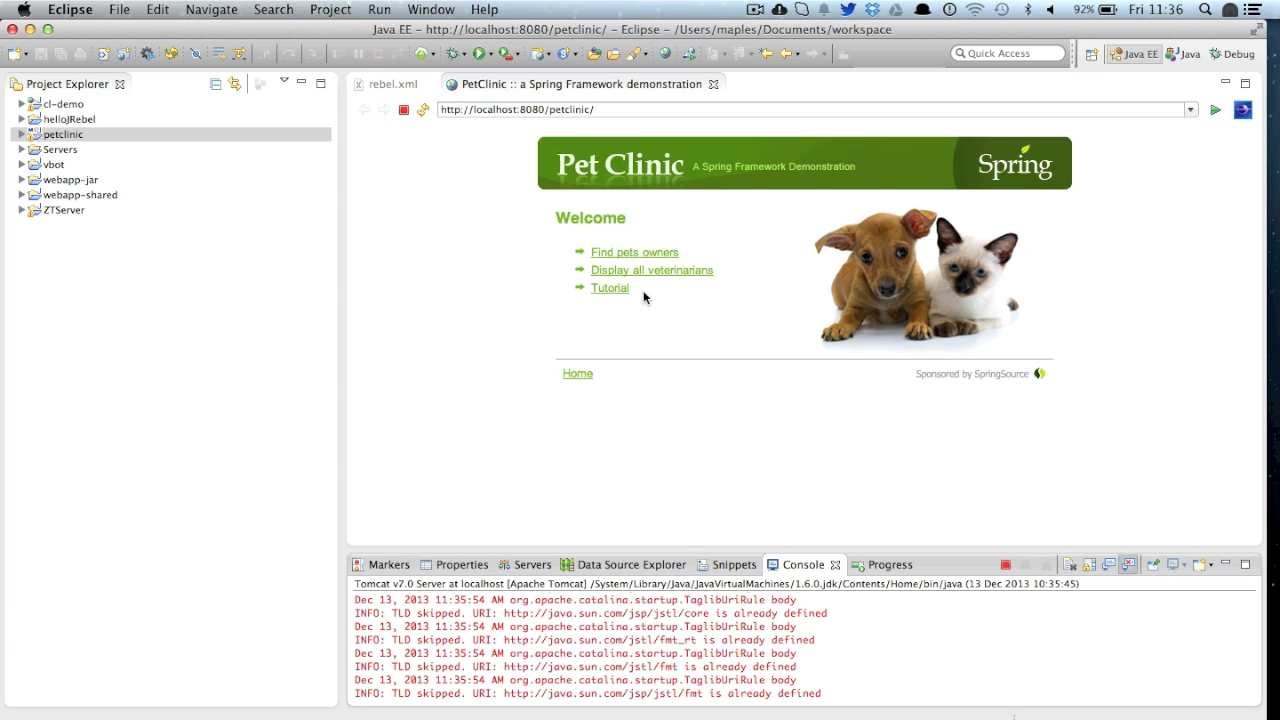 Eclipse File Edit Navigate Search Project Run Window Help 92% Fri 11:36
Java EE - http://localhost:8080/petclinic/ - Eclipse - /Users/maples/Documents/workspace
Quick Access Java EE Java Debug
Project Explorer
cl-demo
helloJRebel
petclinic
Servers
vbot
webapp-jar
webapp-shared
ZTServer
rebel.xml PetClinic :: a Spring Framework demonstration
http://localhost:8080/petclinic/
Pet Clinic A Spring Framework Demonstration Spring
Welcome
Find pets owners
Display all veterinarians
Tutorial
Home Sponsored by SpringSource
Markers Properties Servers Data Source Explorer Snippets Console Progress
Tomcat v7.0 Server at localhost [Apache Tomcat] /System/Library/Java/JavaVirtualMachines/1.6.0.jdk/Contents/Home/bin/java (13 Dec 2013 10:35:45)
Dec 13, 2013 11:35:54 AM org.apache.catalina.startup.TaglibUriRule body
INFO: TLD skipped. URI: http://java.sun.com/jsp/jstl/core is already defined
Dec 13, 2013 11:35:54 AM org.apache.catalina.startup.TaglibUriRule body
INFO: TLD skipped. URI: http://java.sun.com/jstl/fmt_rt is already defined
Dec 13, 2013 11:35:54 AM org.apache.catalina.startup.TaglibUriRule body
INFO: TLD skipped. URI: http://java.sun.com/jstl/fmt is already defined
Dec 13, 2013 11:35:54 AM org.apache.catalina.startup.TaglibUriRule body
INFO: TLD skipped. URI: http://java.sun.com/jsp/jstl/fmt is already defined